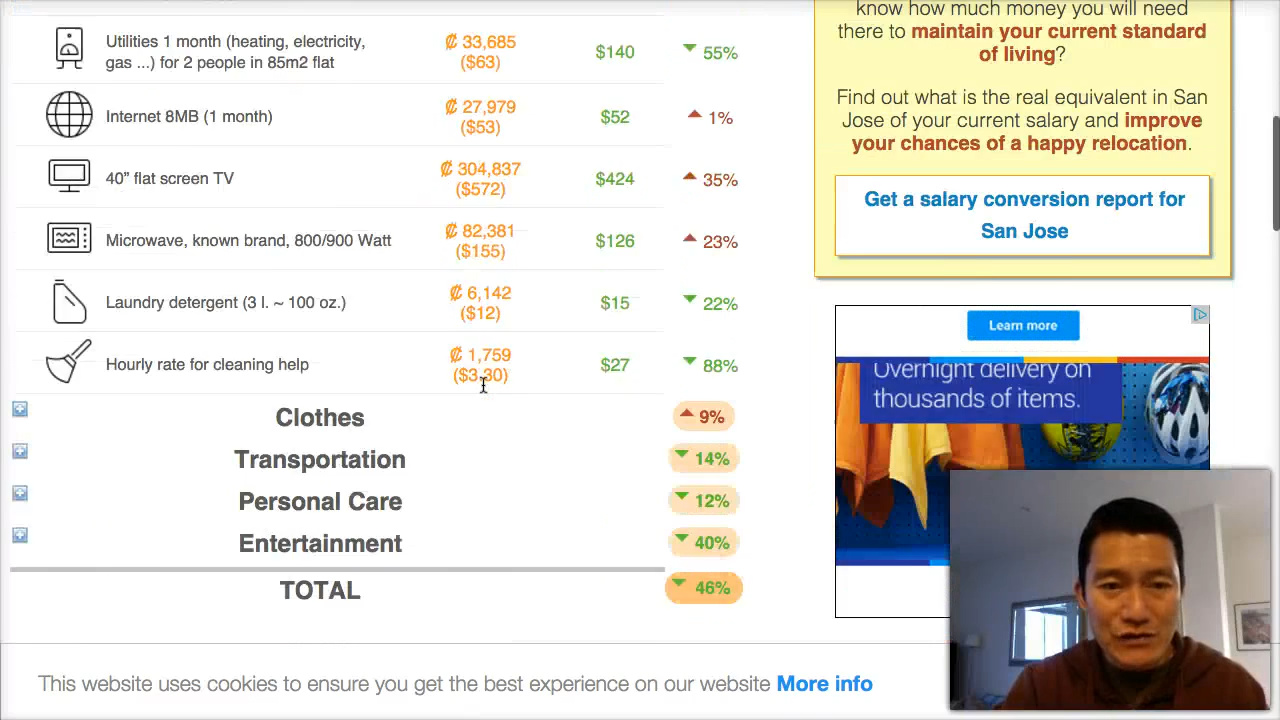 Utilities 1 month (heating, electricity,
gas ...) for 2 people in 85m2 flat
₡ 33,685
($63)
$140
55%
Internet 8MB (1 month)
₡ 27,979
($53)
$52
1%
40” flat screen TV
₡ 304,837
($572)
$424
35%
Microwave, known brand, 800/900 Watt
₡ 82,381
($155)
$126
23%
Laundry detergent (3 l. ~ 100 oz.)
₡ 6,142
($12)
$15
22%
Hourly rate for cleaning help
₡ 1,759
($3.30)
$27
88%
Clothes
9%
Transportation
14%
Personal Care
12%
Entertainment
40%
TOTAL
46%
know how much money you will need
there to maintain your current standard
of living?
Find out what is the real equivalent in San
Jose of your current salary and improve
your chances of a happy relocation.
Get a salary conversion report for
San Jose
Learn more
Overnight delivery on
thousands of items.
This website uses cookies to ensure you get the best experience on our website More info